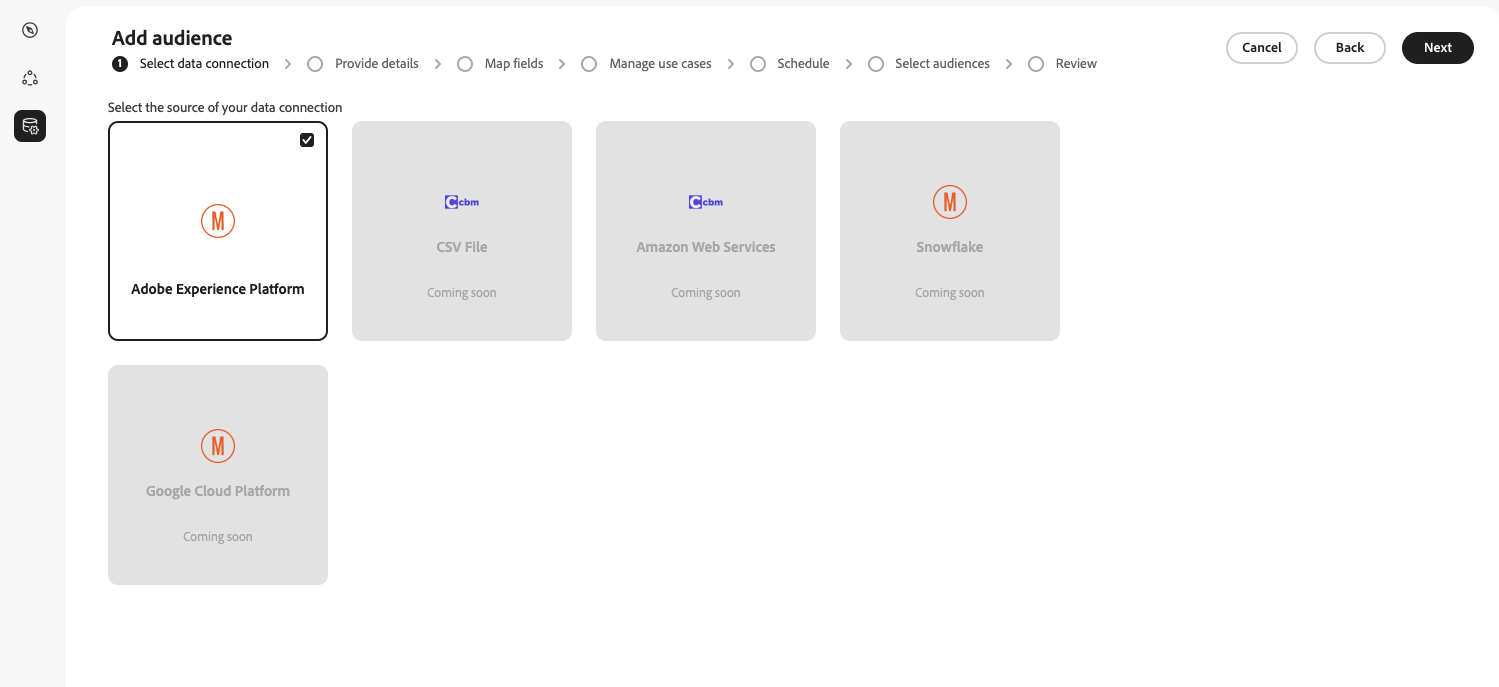 Add audience
Cancel
Back
Next
1 Select data connection
Provide details
Map fields
Manage use cases
Schedule
Select audiences
Review
Select the source of your data connection
M
Adobe Experience Platform
C cbm
CSV File
Coming soon
C cbm
Amazon Web Services
Coming soon
M
Snowflake
Coming soon
M
Google Cloud Platform
Coming soon